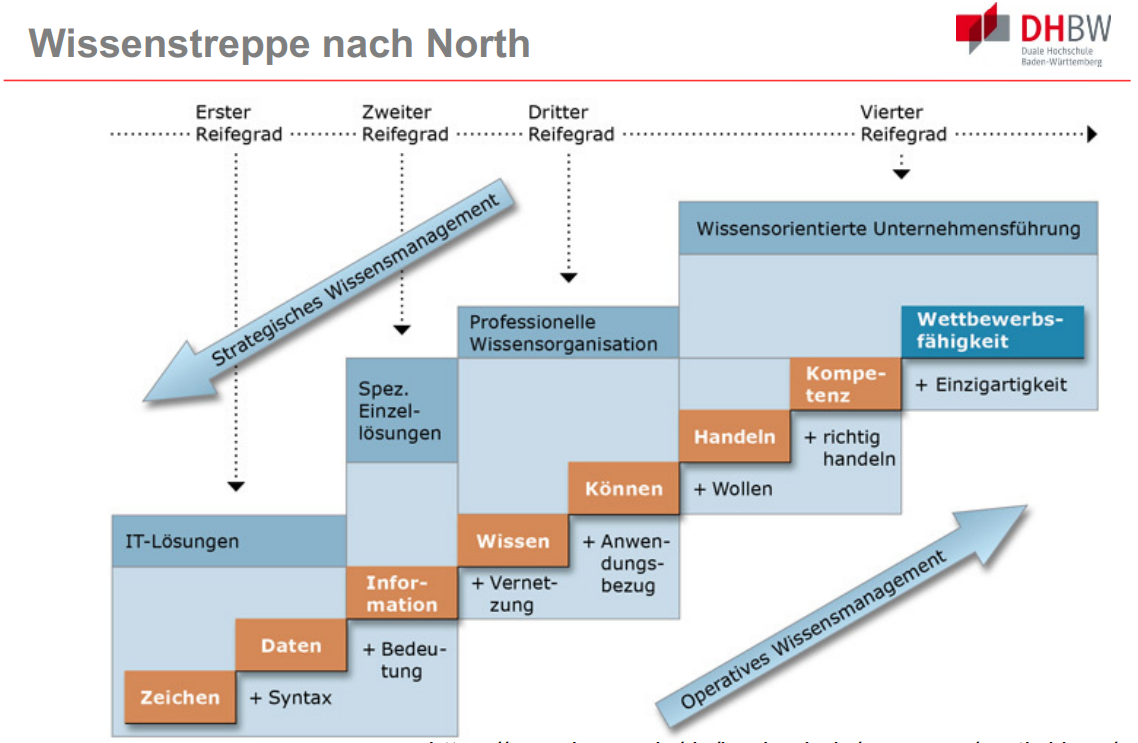 Wissenstreppe nach North
DHBW
Duale Hochschule
Baden-Württemberg
Erster
Reifegrad
Zweiter
Reifegrad
Dritter
Reifegrad
Vierter
Reifegrad
Strategisches Wissensmanagement
Wissensorientierte Unternehmensführung
Professionelle
Wissensorganisation
Wettbewerbs-
fähigkeit
Spez.
Einzel-
lösungen
Kompe-
tenz
+ Einzigartigkeit
Handeln
+ richtig
handeln
Können
+ Wollen
IT-Lösungen
Wissen
+ Anwen-
dungs-
bezug
Infor-
mation
+ Vernet-
zung
Daten
+ Bedeu-
tung
Zeichen
+ Syntax
Operatives Wissensmanagement